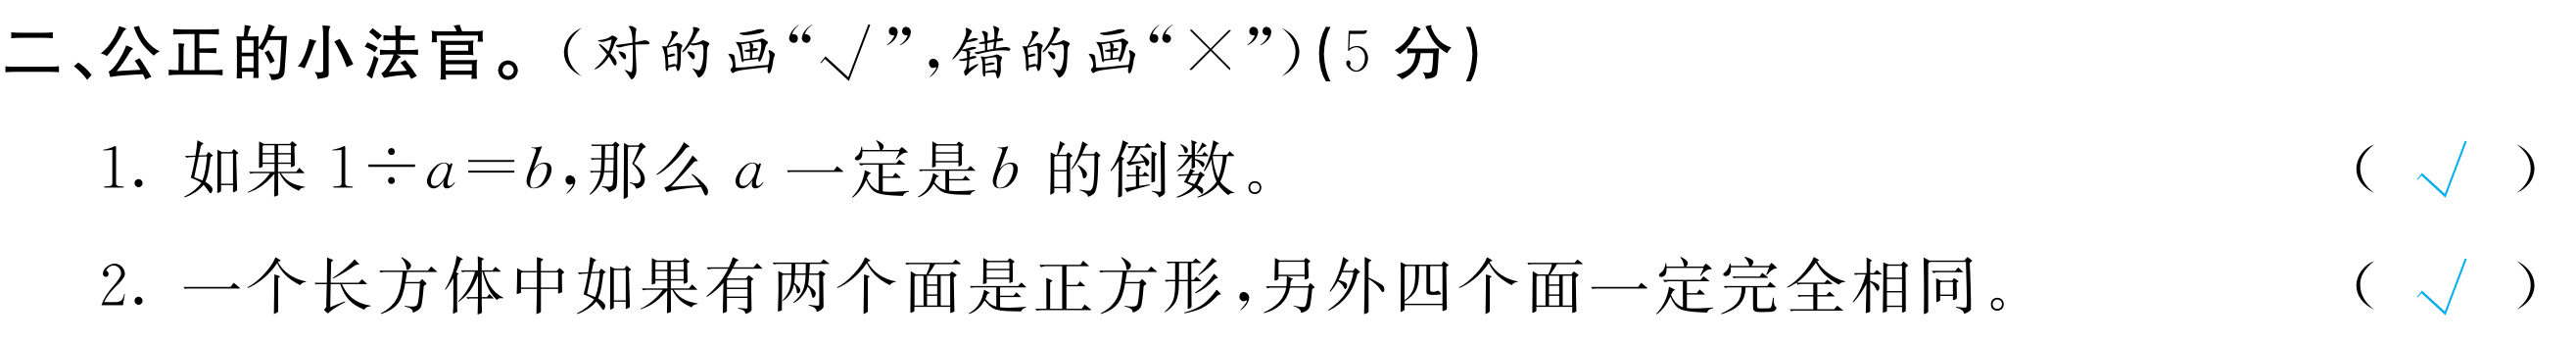 二、公正的小法官。(对的画“√”,错的画“×”)(5 分)
1. 如果 1÷a=b,那么 a 一定是 b 的倒数。 ( √ )
2. 一个长方体中如果有两个面是正方形,另外四个面一定完全相同。 ( √ )